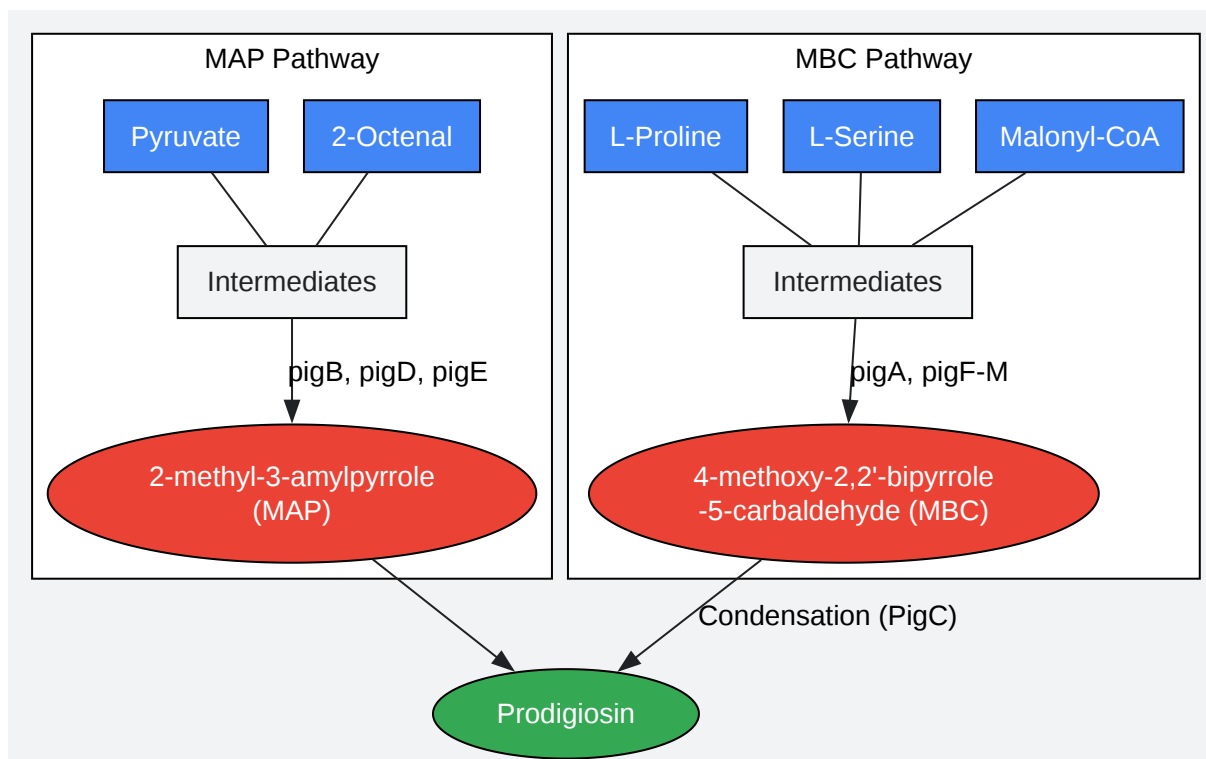 MAP Pathway
Pyruvate
2-Octenal
Intermediates
pigB, pigD, pigE
2-methyl-3-amylpyrrole
(MAP)
MBC Pathway
L-Proline
L-Serine
Malonyl-CoA
Intermediates
pigA, pigF-M
4-methoxy-2,2'-bipyrrole
-5-carbaldehyde (MBC)
Condensation (PigC)
Prodigiosin